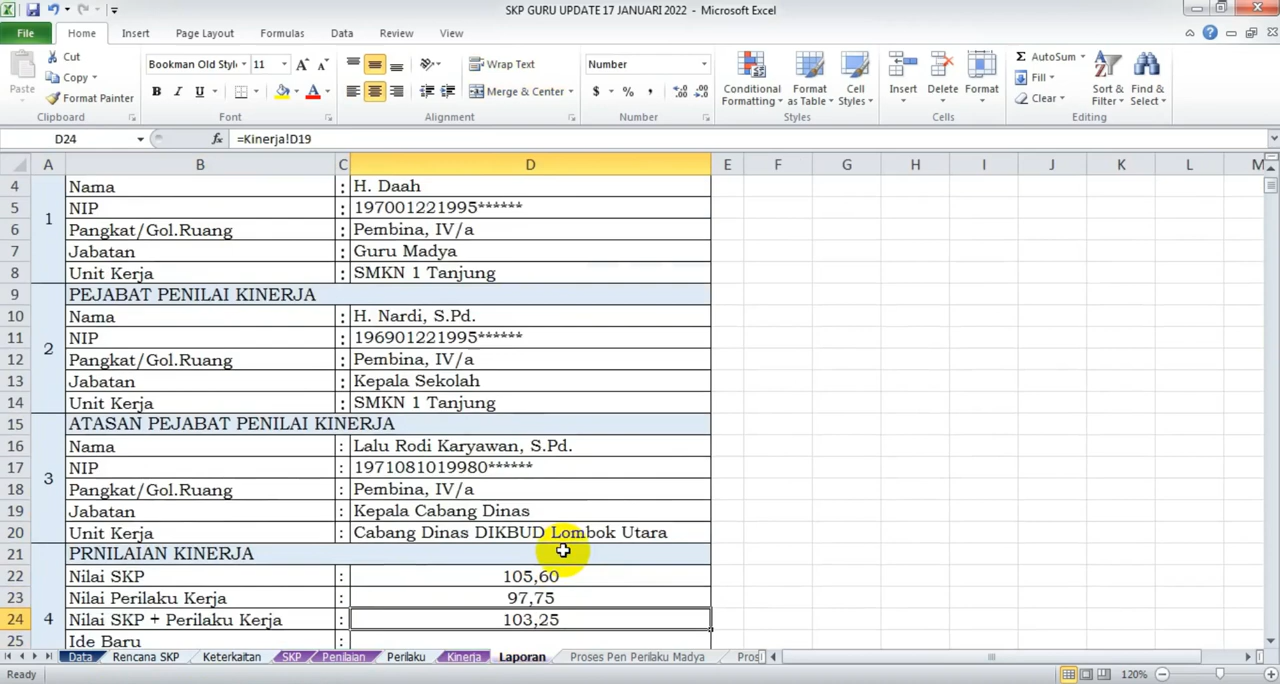 SKP GURU UPDATE 17 JANUARI 2022 - Microsoft Excel
File Home Insert Page Layout Formulas Data Review View
Paste
Cut
Copy
Format Painter
Clipboard
Bookman Old Styl 11
B I U A
Font
Wrap Text
Merge & Center
Alignment
Number
$ % ,
Number
Conditional Formatting
Format as Table
Cell Styles
Styles
Insert Delete Format
Cells
Σ AutoSum
Fill
Clear
Sort & Filter
Find & Select
Editing
D24 fx =Kinerja!D19
A B C D E F G H I J K L M
4 Nama : H. Daah
5 NIP : 197001221995******
1
6 Pangkat/Gol.Ruang : Pembina, IV/a
7 Jabatan : Guru Madya
8 Unit Kerja : SMKN 1 Tanjung
9 PEJABAT PENILAI KINERJA
10 Nama : H. Nardi, S.Pd.
11 NIP : 196901221995******
2
12 Pangkat/Gol.Ruang : Pembina, IV/a
13 Jabatan : Kepala Sekolah
14 Unit Kerja : SMKN 1 Tanjung
15 ATASAN PEJABAT PENILAI KINERJA
16 Nama : Lalu Rodi Karyawan, S.Pd.
17 NIP : 1971081019980******
3
18 Pangkat/Gol.Ruang : Pembina, IV/a
19 Jabatan : Kepala Cabang Dinas
20 Unit Kerja : Cabang Dinas DIKBUD Lombok Utara
21 PRNILAIAN KINERJA
22 Nilai SKP : 105,60
23 Nilai Perilaku Kerja : 97,75
24 4 Nilai SKP + Perilaku Kerja : 103,25
25 Ide Baru :
Data Rencana SKP Keterkaitan SKP Penilaian Perilaku Kinerja Laporan Proses Pen Perilaku Madya Pros
Ready 120%